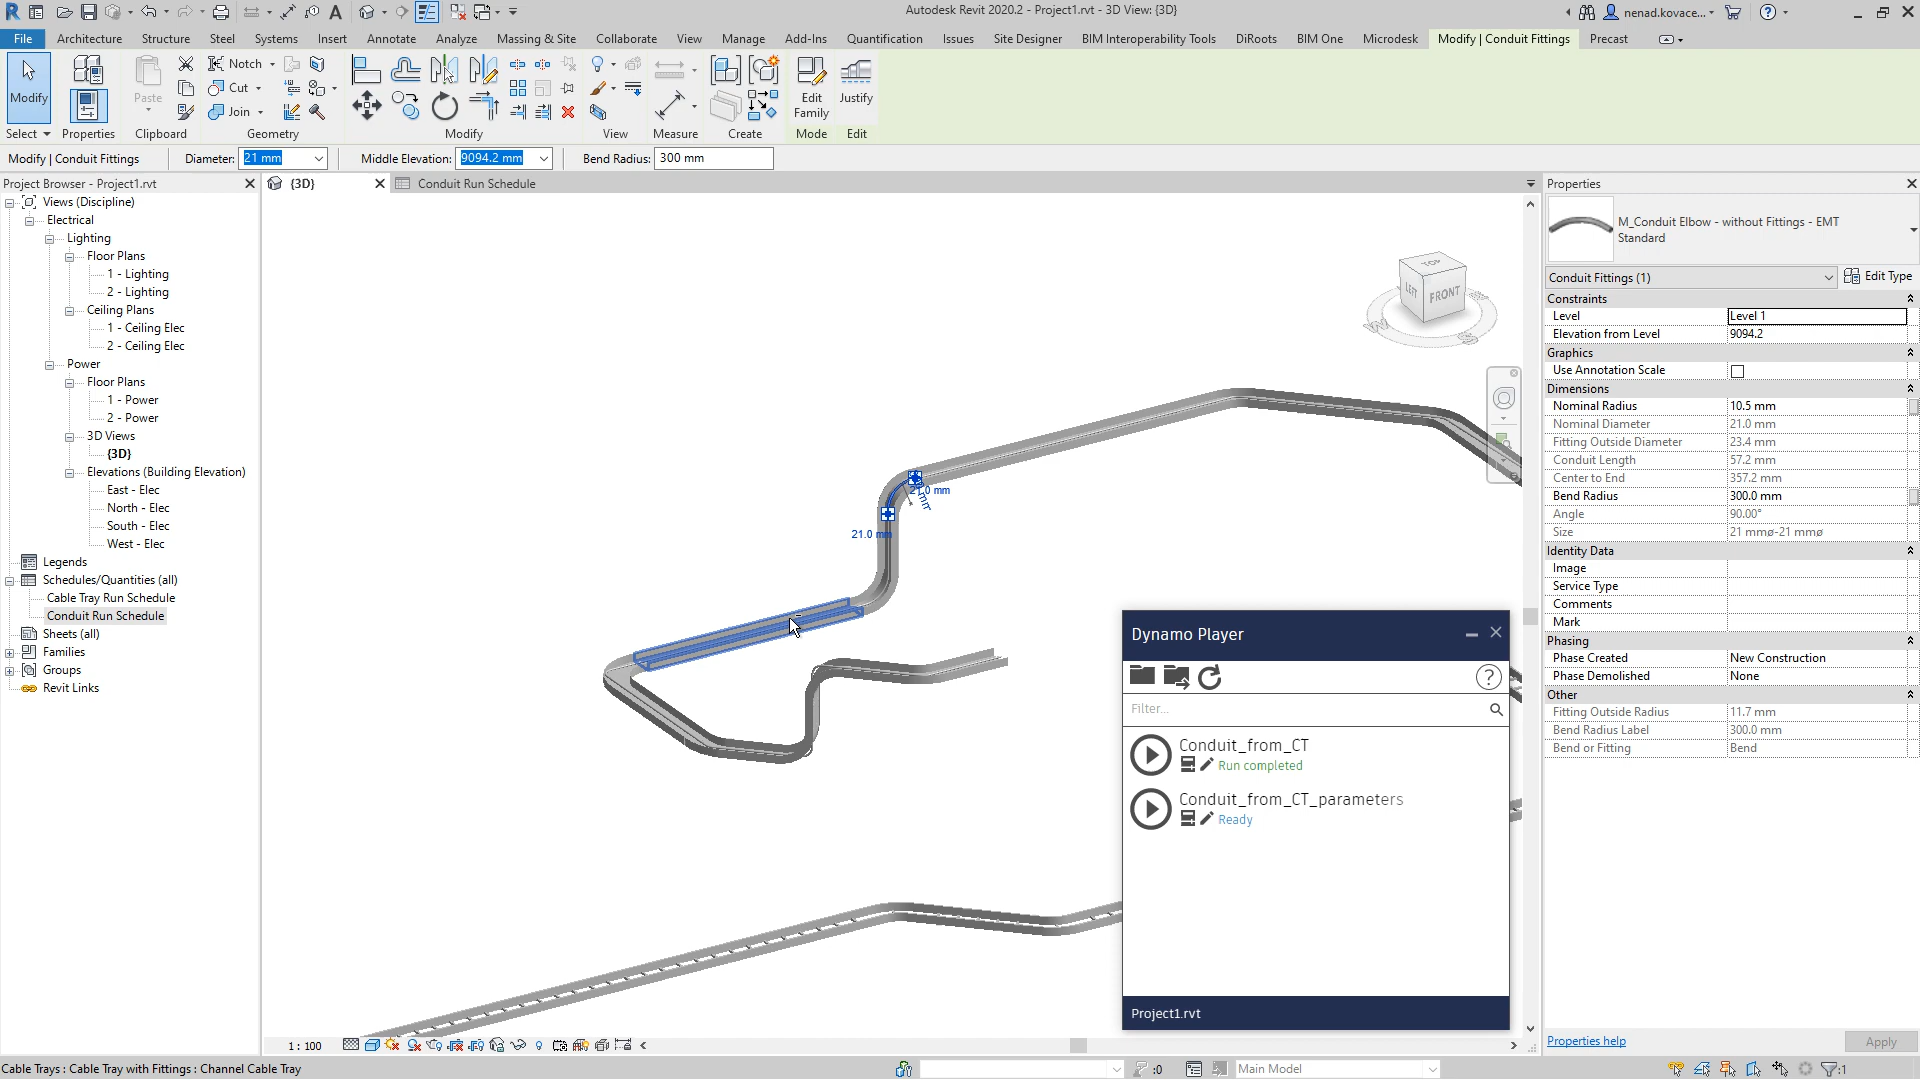 Autodesk Revit 2020.2 - Project1.rvt - 3D View: {3D}
nenad.kovace...
File Architecture Structure Steel Systems Insert Annotate Analyze Massing & Site Collaborate View Manage Add-Ins Quantification Issues Site Designer BIM Interoperability Tools DiRoots BIM One Microdesk Modify | Conduit Fittings Precast
Modify
Paste
Notch
Cut
Join
Edit Family
Justify
Select Properties Clipboard Geometry Modify View Measure Create Mode Edit
Modify | Conduit Fittings Diameter: 21 mm Middle Elevation: 9094.2 mm Bend Radius: 300 mm
Project Browser - Project1.rvt
Views (Discipline)
Electrical
Lighting
Floor Plans
1 - Lighting
2 - Lighting
Ceiling Plans
1 - Ceiling Elec
2 - Ceiling Elec
Power
Floor Plans
1 - Power
2 - Power
3D Views
{3D}
Elevations (Building Elevation)
East - Elec
North - Elec
South - Elec
West - Elec
Legends
Schedules/Quantities (all)
Cable Tray Run Schedule
Conduit Run Schedule
Sheets (all)
Families
Groups
Revit Links
{3D}
Conduit Run Schedule
TOP
LEFT
FRONT
W
S
21.0 mm
21.0 mm
Dynamo Player
Filter...
Conduit_from_CT
Run completed
Conduit_from_CT_parameters
Ready
Project1.rvt
1 : 100
Properties
M_Conduit Elbow - without Fittings - EMT
Standard
Conduit Fittings (1)
Edit Type
Constraints
Level Level 1
Elevation from Level 9094.2
Graphics
Use Annotation Scale
Dimensions
Nominal Radius 10.5 mm
Nominal Diameter 21.0 mm
Fitting Outside Diameter 23.4 mm
Conduit Length 57.2 mm
Center to End 357.2 mm
Bend Radius 300.0 mm
Angle 90.00°
Size 21 mmø-21 mmø
Identity Data
Image
Service Type
Comments
Mark
Phasing
Phase Created New Construction
Phase Demolished None
Other
Fitting Outside Radius 11.7 mm
Bend Radius Label 300.0 mm
Bend or Fitting Bend
Properties help
Apply
Cable Trays : Cable Tray with Fittings : Channel Cable Tray
:0
Main Model
:1